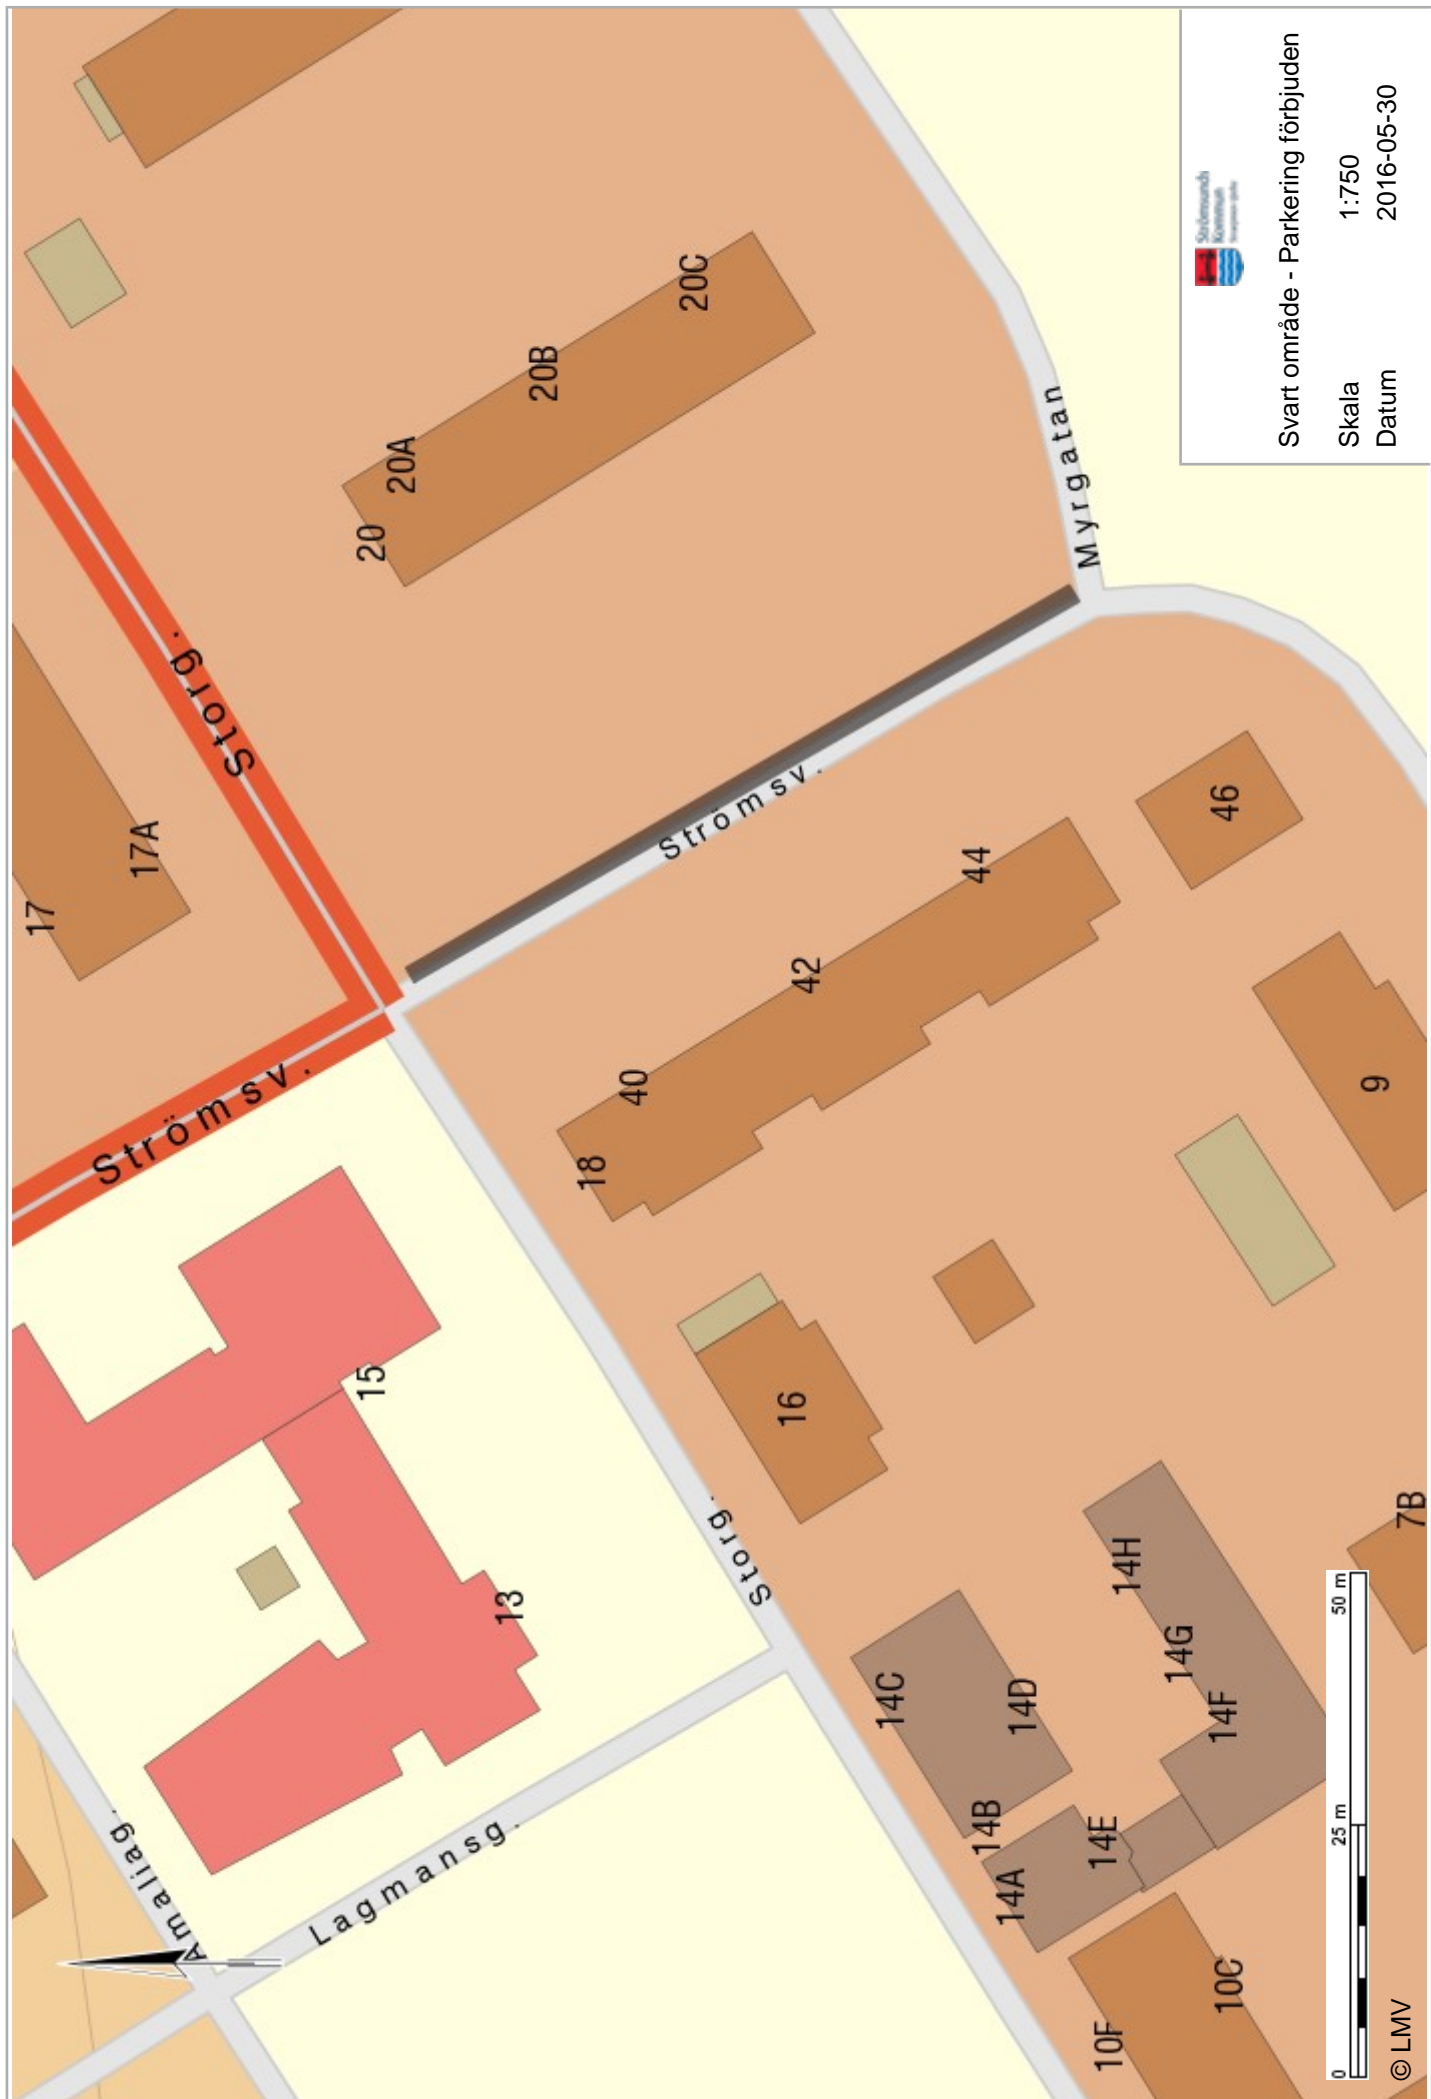 Storg.
17
17A
20
20A
20B
20C
Strömsv.
Strömsv.
Myrgatan
15
13
18
40
42
44
46
9
16
Storg.
Amaliag.
Lagmansg.
14C
14D
14B
14A
14E
14F
14G
14H
7B
10F
10C
0 25 m 50 m
© LMV
Strömsunds
Kommun
Svart område - Parkering förbjuden
Skala 1:750
Datum 2016-05-30